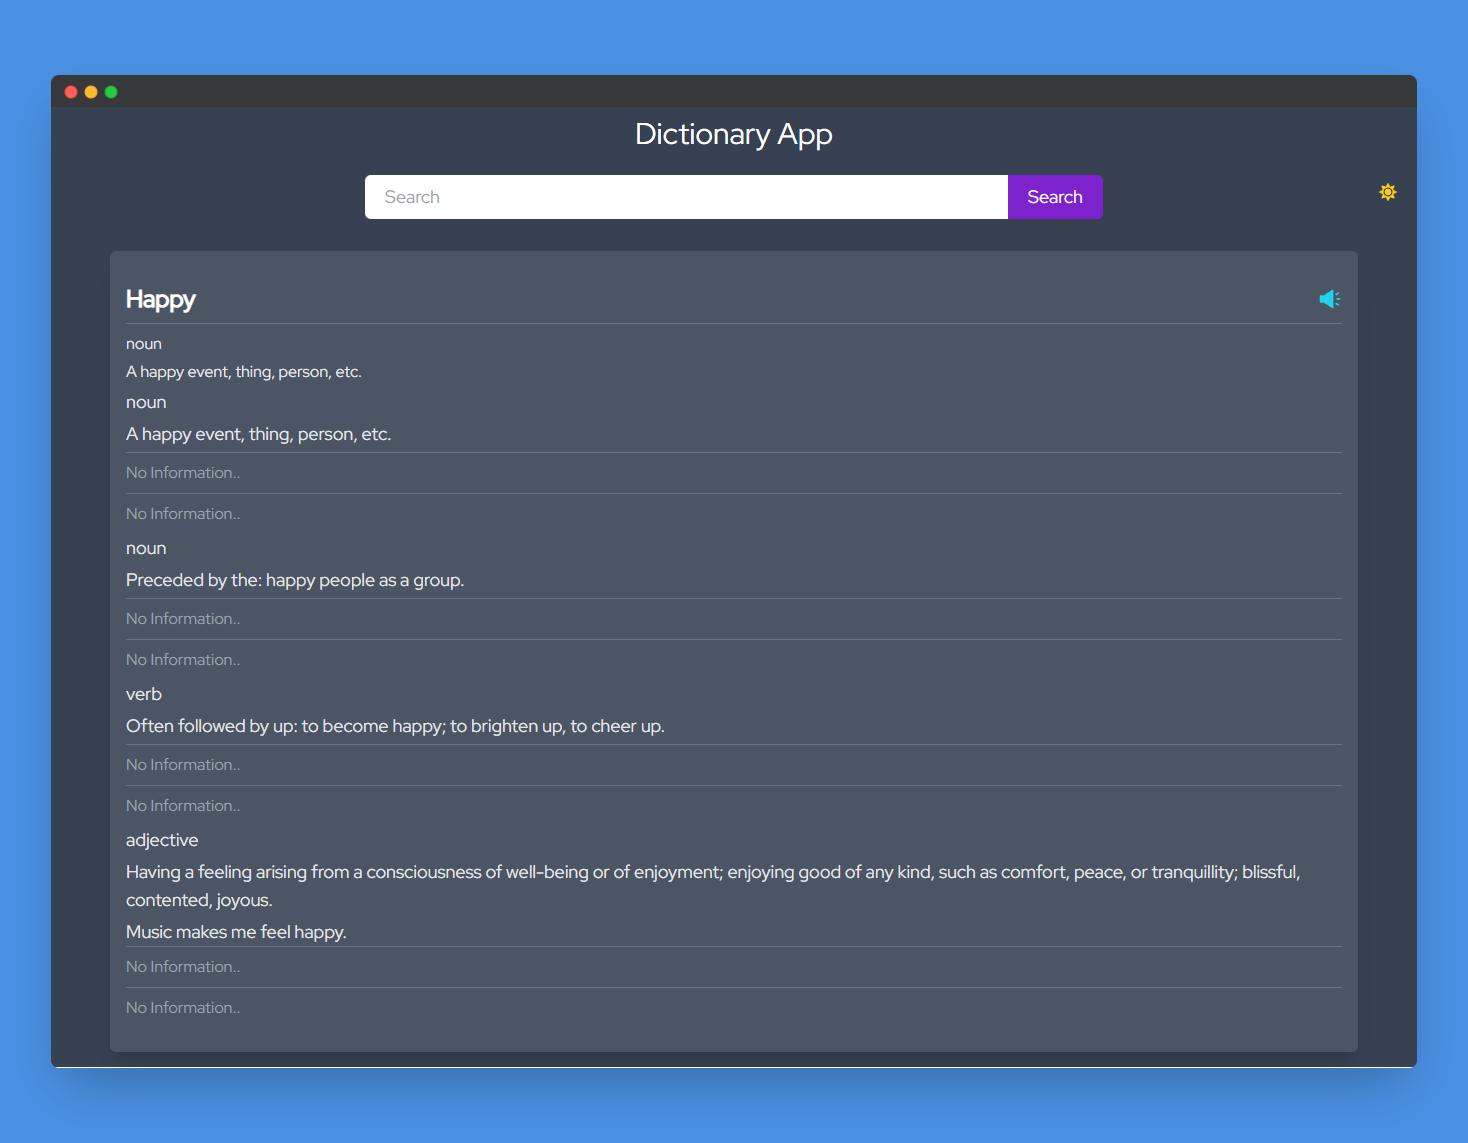 Dictionary App
Search
Search
Happy
noun
A happy event, thing, person, etc.
noun
A happy event, thing, person, etc.
No Information..
No Information..
noun
Preceded by the: happy people as a group.
No Information..
No Information..
verb
Often followed by up: to become happy; to brighten up, to cheer up.
No Information..
No Information..
adjective
Having a feeling arising from a consciousness of well-being or of enjoyment; enjoying good of any kind, such as comfort, peace, or tranquillity; blissful,
contented, joyous.
Music makes me feel happy.
No Information..
No Information..